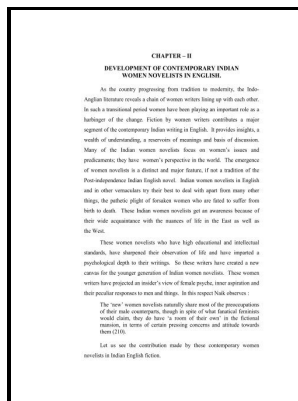 CHAPTER – II
DEVELOPMENT OF CONTEMPORARY INDIAN
WOMEN NOVELISTS IN ENGLISH.
As the country progressing from tradition to modernity, the Indo-
Anglian literature reveals a chain of women writers lining up with each other.
In such a transitional period women have been playing an important role as a
harbinger of the change. Fiction by women writers contributes a major
segment of the contemporary Indian writing in English. It provides insights, a
wealth of understanding, a reservoirs of meanings and basis of discussion.
Many of the Indian women novelists focus on women's issues and
predicaments; they have women's perspective in the world. The emergence
of women novelists is a distinct and major feature, if not a tradition of the
Post-independence Indian English novel. Indian women novelists in English
and in other vernaculars try their best to deal with apart from many other
things, the pathetic plight of forsaken women who are fated to suffer from
birth to death. These Indian women novelists get an awareness because of
their wide acquaintance with the nuances of life in the East as well as
the West.
These women novelists who have high educational and intellectual
standards, have sharpened their observation of life and have imparted a
psychological depth to their writings. So these writers have created a new
canvas for the younger generation of Indian women novelists. These women
writers have projected an insider's view of female psyche, inner aspiration and
their peculiar responses to men and things. In this respect Naik observes :
The 'new' women novelists naturally share most of the preoccupations
of their male counterparts, though in spite of what fanatical feminists
would claim, they do have 'a room of their own' in the fictional
mansion, in terms of certain pressing concerns and attitude towards
them (210).
Let us see the contribution made by these contemporary women
novelists in Indian English fiction.